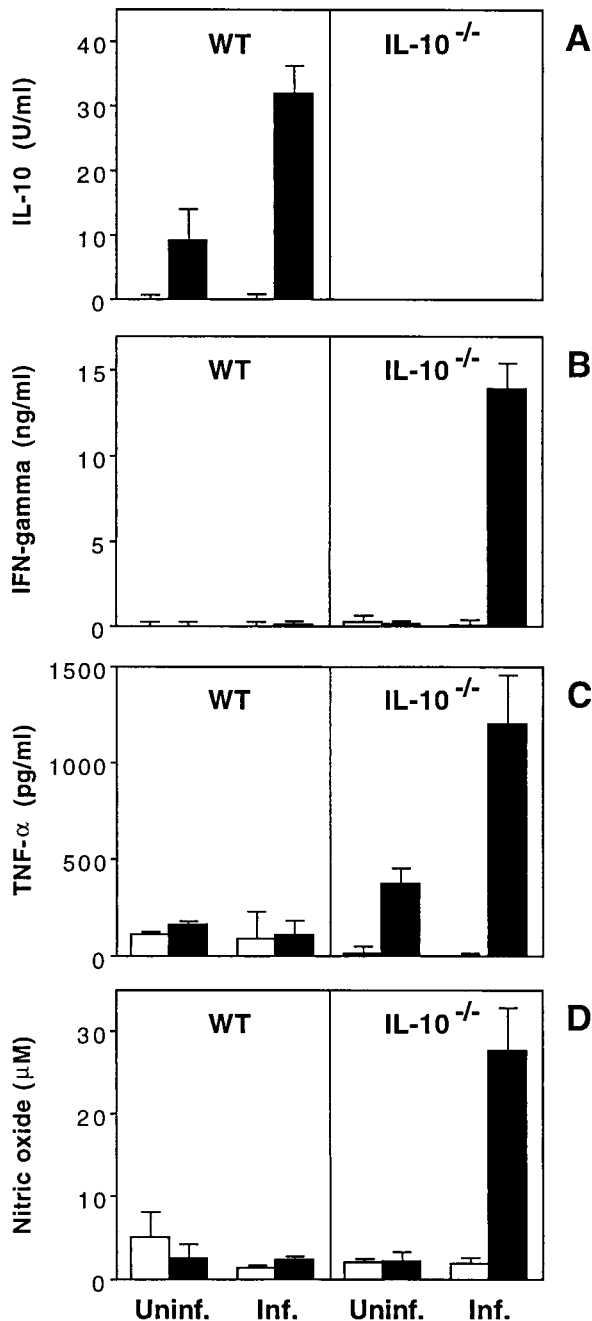 WT IL-10-/- A
IL-10 (U/ml)
40
30
20
10
0
WT IL-10-/- B
IFN-gamma (ng/ml)
15
10
5
0
WT IL-10-/- C
TNF-α (pg/ml)
1500
1000
500
0
WT IL-10-/- D
Nitric oxide (μM)
30
20
10
0
Uninf. Inf. Uninf. Inf.